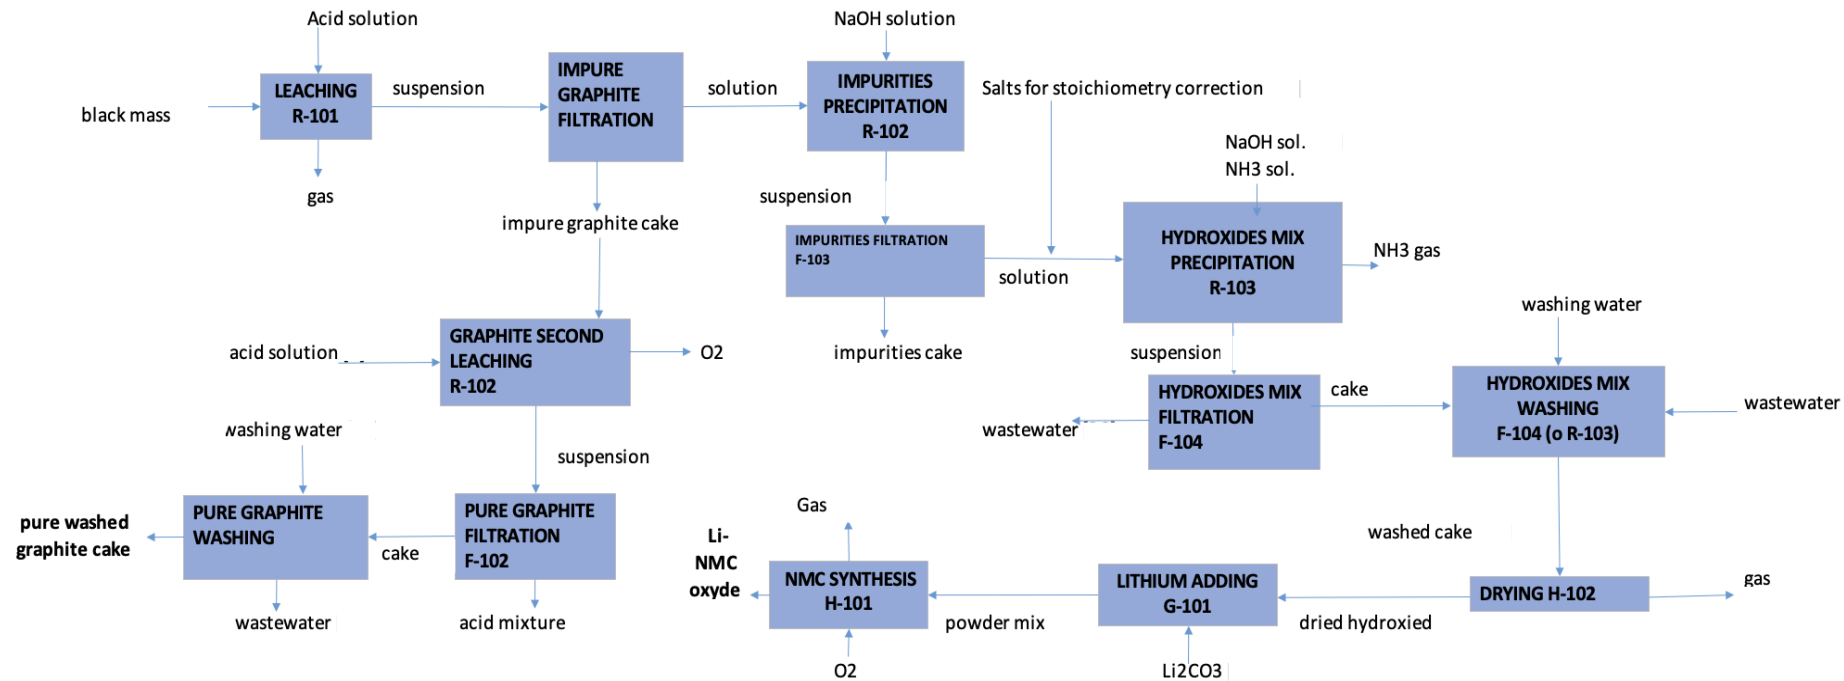 Acid solution
NaOH solution
black mass
LEACHING
R-101
suspension
IMPURE
GRAPHITE
FILTRATION
solution
IMPURITIES
PRECIPITATION
R-102
Salts for stoichiometry correction
gas
NaOH sol.
NH3 sol.
impure graphite cake
suspension
IMPURITIES FILTRATION
F-103
solution
HYDROXIDES MIX
PRECIPITATION
R-103
NH3 gas
acid solution
GRAPHITE SECOND
LEACHING
R-102
O2
impurities cake
suspension
washing water
HYDROXIDES MIX
FILTRATION
F-104
cake
wastewater
HYDROXIDES MIX
WASHING
F-104 (o R-103)
wastewater
washing water
suspension
pure washed
graphite cake
PURE GRAPHITE
WASHING
cake
PURE GRAPHITE
FILTRATION
F-102
wastewater
acid mixture
Gas
Li-
NMC
oxyde
NMC SYNTHESIS
H-101
powder mix
O2
LITHIUM ADDING
G-101
Li2CO3
dried hydroxied
washed cake
DRYING H-102
gas